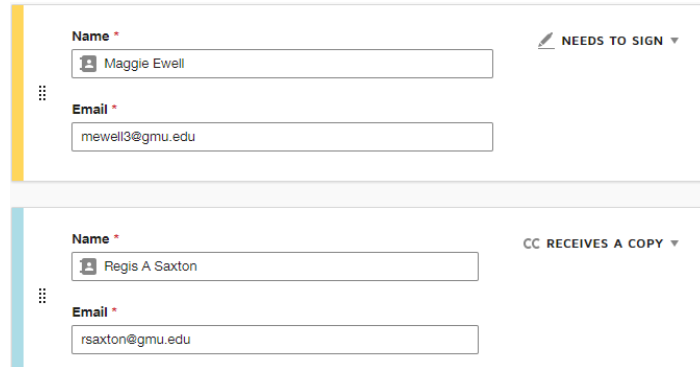 Name *
NEEDS TO SIGN
Maggie Ewell
Email *
mewell3@gmu.edu
Name *
CC RECEIVES A COPY
Regis A Saxton
Email *
rsaxton@gmu.edu